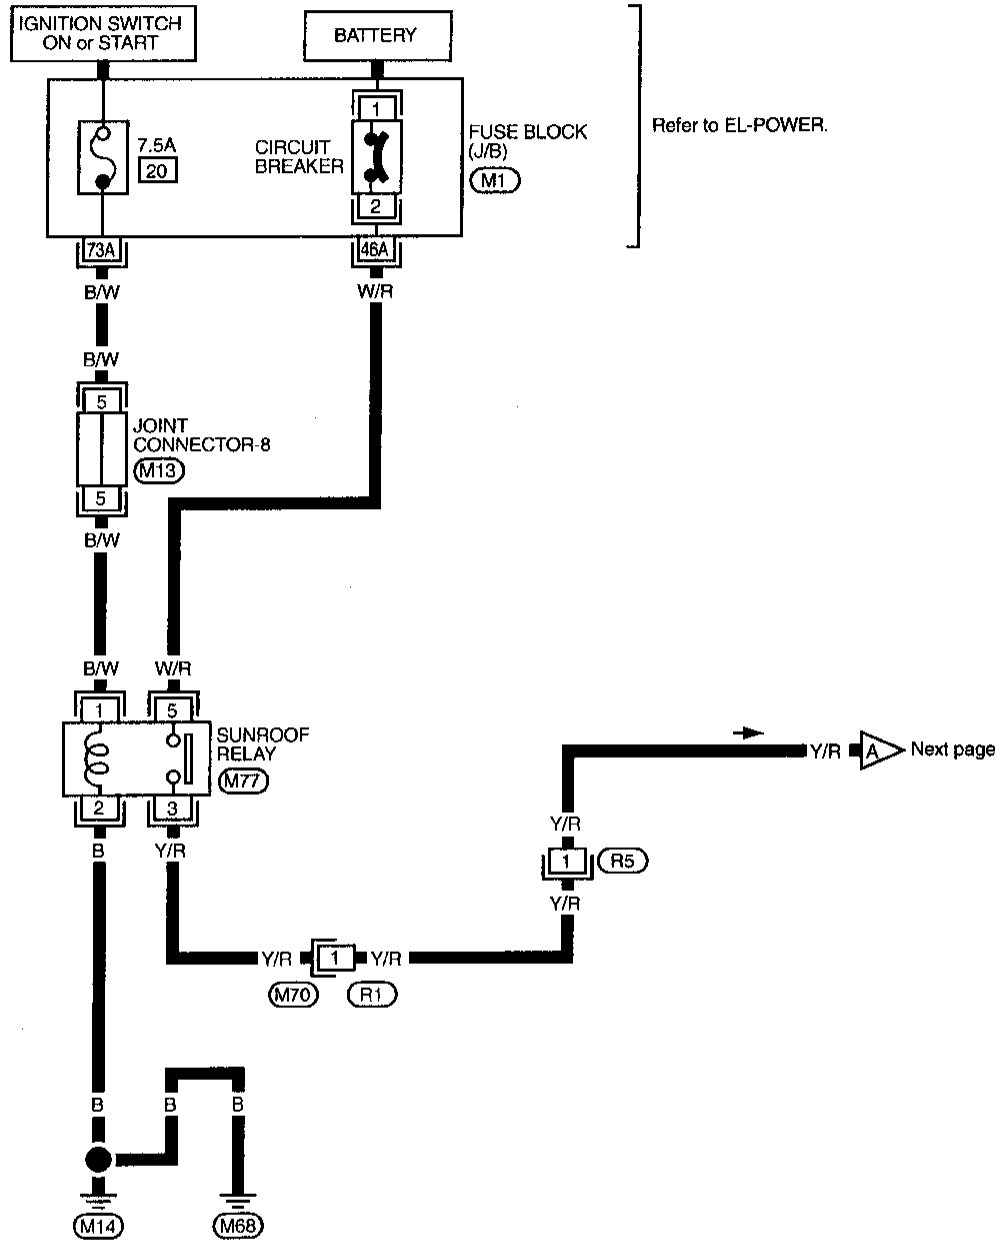 IGNITION SWITCH
ON or START
BATTERY
1
7.5A
20
CIRCUIT
BREAKER
FUSE BLOCK
(J/B)
M1
Refer to EL-POWER.
2
73A
46A
B/W
W/R
B/W
5
JOINT
CONNECTOR-8
M13
5
B/W
B/W
W/R
1
5
SUNROOF
RELAY
M77
2
3
B
Y/R
Y/R
A
Next page
Y/R
1
R5
Y/R
Y/R
1
Y/R
M70
R1
B
B
B
M14
M68